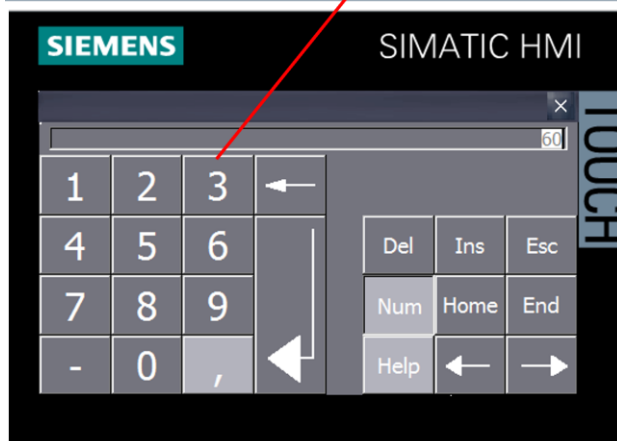 SIEMENS SIMATIC HMI
TOUCH
×
60
1 2 3 ←
4 5 6 Del Ins Esc
7 8 9 Num Home End
- 0 , Help ← →